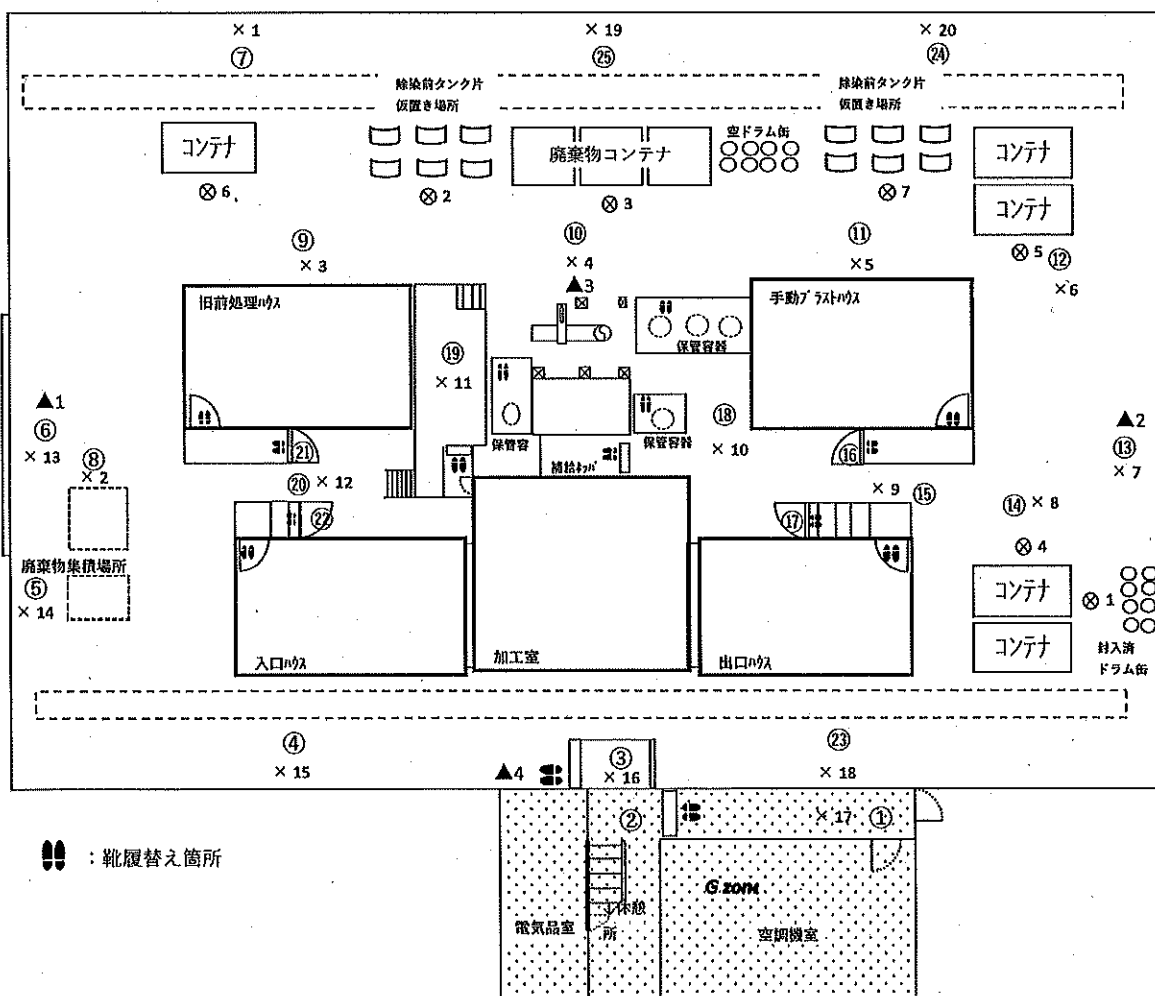 × 1
× 19
× 20
⑦
㉕
㉔
除染前タンク片
仮置き場所
除染前タンク片
仮置き場所
コンテナ
廃棄物コンテナ
空ドラム缶
コンテナ
コンテナ
⊗ 6
⊗ 2
⊗ 3
⊗ 7
⊗ 5
⑨
⑩
⑪
⑫
× 3
× 4
×5
×6
▲3
旧前処理ハウス
手動ブラストハウス
保管容器
⑲
× 11
▲1
⑥
× 13
⑧
×2
⑱
× 10
保管容
保管容器
補給ホッパ
▲2
⑬
× 7
㉑
⑯
⑳
× 12
× 9
⑮
⑭ × 8
㉒
⑰
⊗ 4
廃棄物集積場所
⑤
× 14
コンテナ
⊗ 1
コンテナ
封入済
ドラム缶
入口ハウス
加工室
出口ハウス
④
× 15
③
× 16
▲4
㉓
× 18
②
×17
①
：靴履替え箇所
G zone
休憩
所
電気品室
空調機室